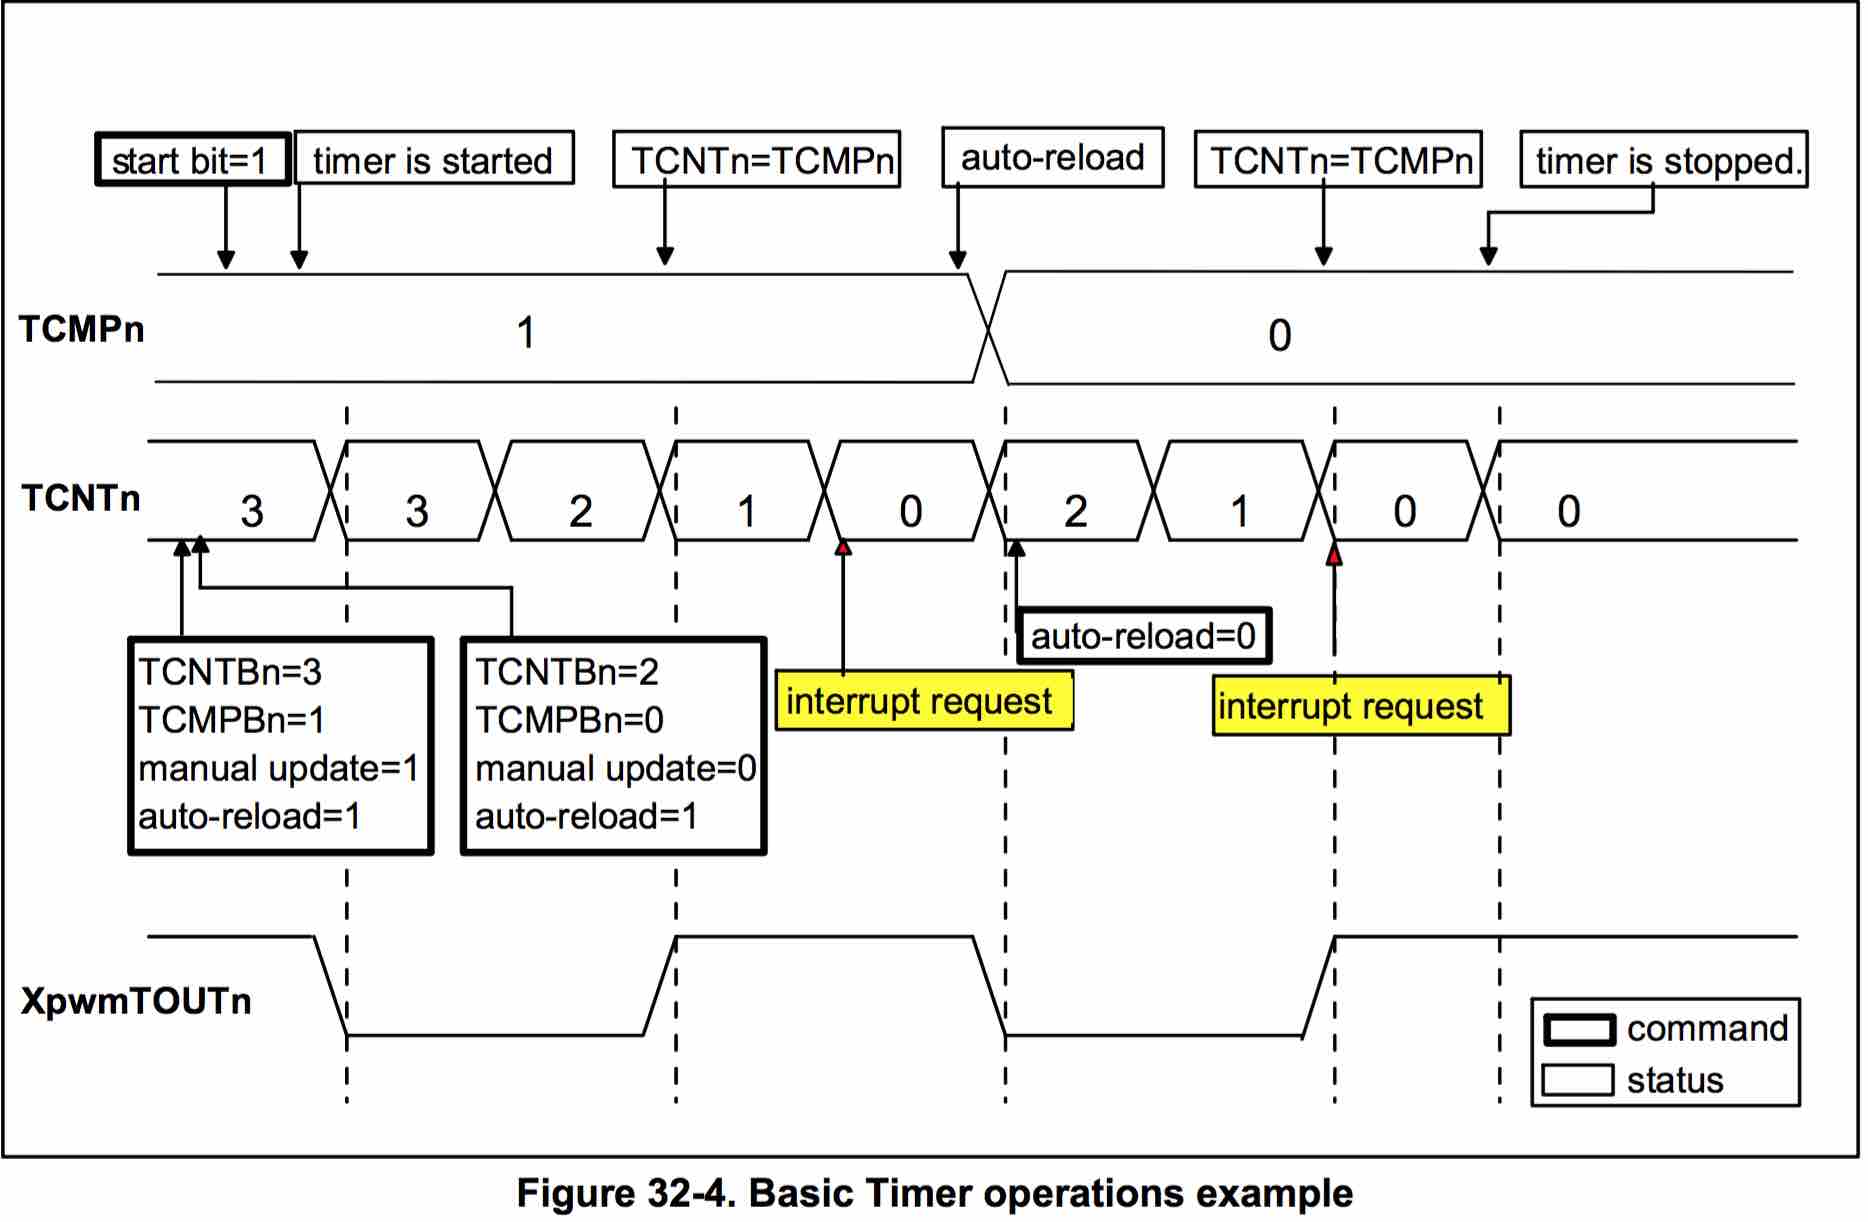 start bit=1
timer is started
TCNTn=TCMPn
auto-reload
TCNTn=TCMPn
timer is stopped.
TCMPn
1
0
TCNTn
3
3
2
1
0
2
1
0
0
TCNTBn=3
TCMPBn=1
manual update=1
auto-reload=1
TCNTBn=2
TCMPBn=0
manual update=0
auto-reload=1
interrupt request
auto-reload=0
interrupt request
XpwmTOUTn
command
status
Figure 32-4. Basic Timer operations example